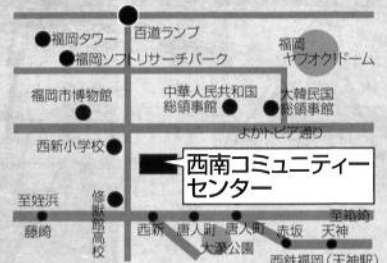 百道ランプ
福岡タワー
福岡ソフトリサーチパーク
福岡
ヤフオク!ドーム
福岡市博物館
中華人民共和国
総領事館
大韓民国
総領事館
よかトピア通り
西新小学校
西南コミュニティー
センター
至姪浜
修猷館高校
至箱崎
藤崎
西新
唐人町
唐人町
赤坂
天神
大濠公園
西鉄福岡(天神駅)